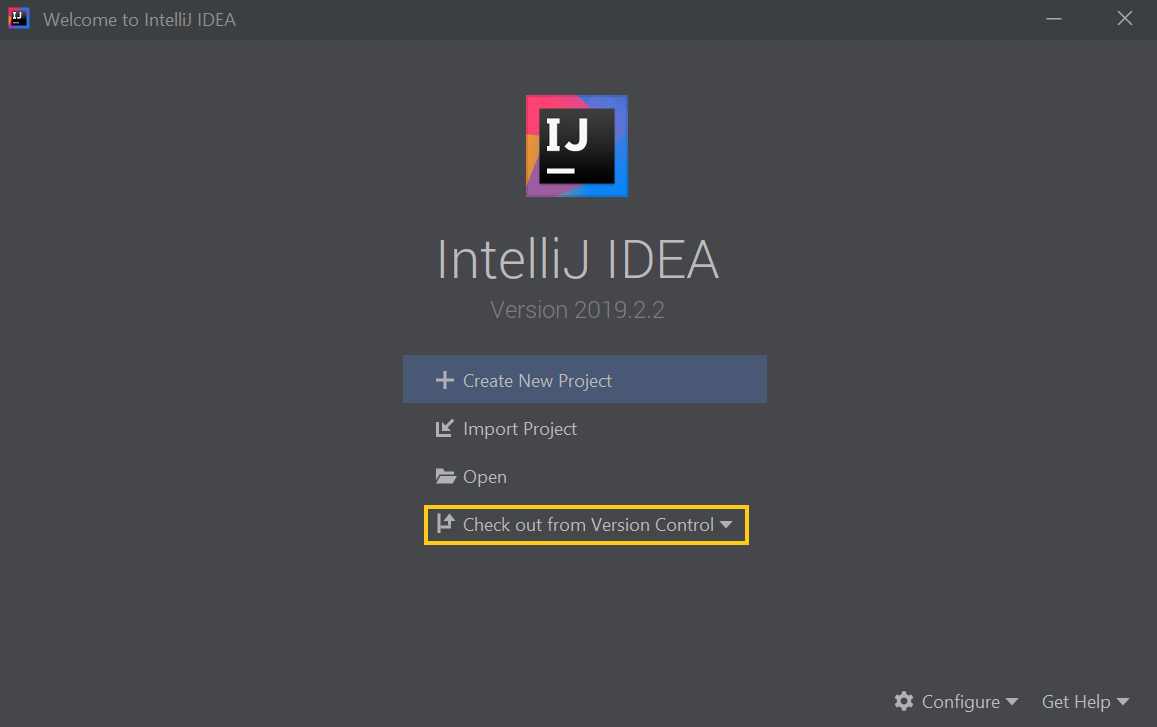 IJ
Welcome to IntelliJ IDEA
IJ
IntelliJ IDEA
Version 2019.2.2
Create New Project
Import Project
Open
Check out from Version Control
Configure
Get Help